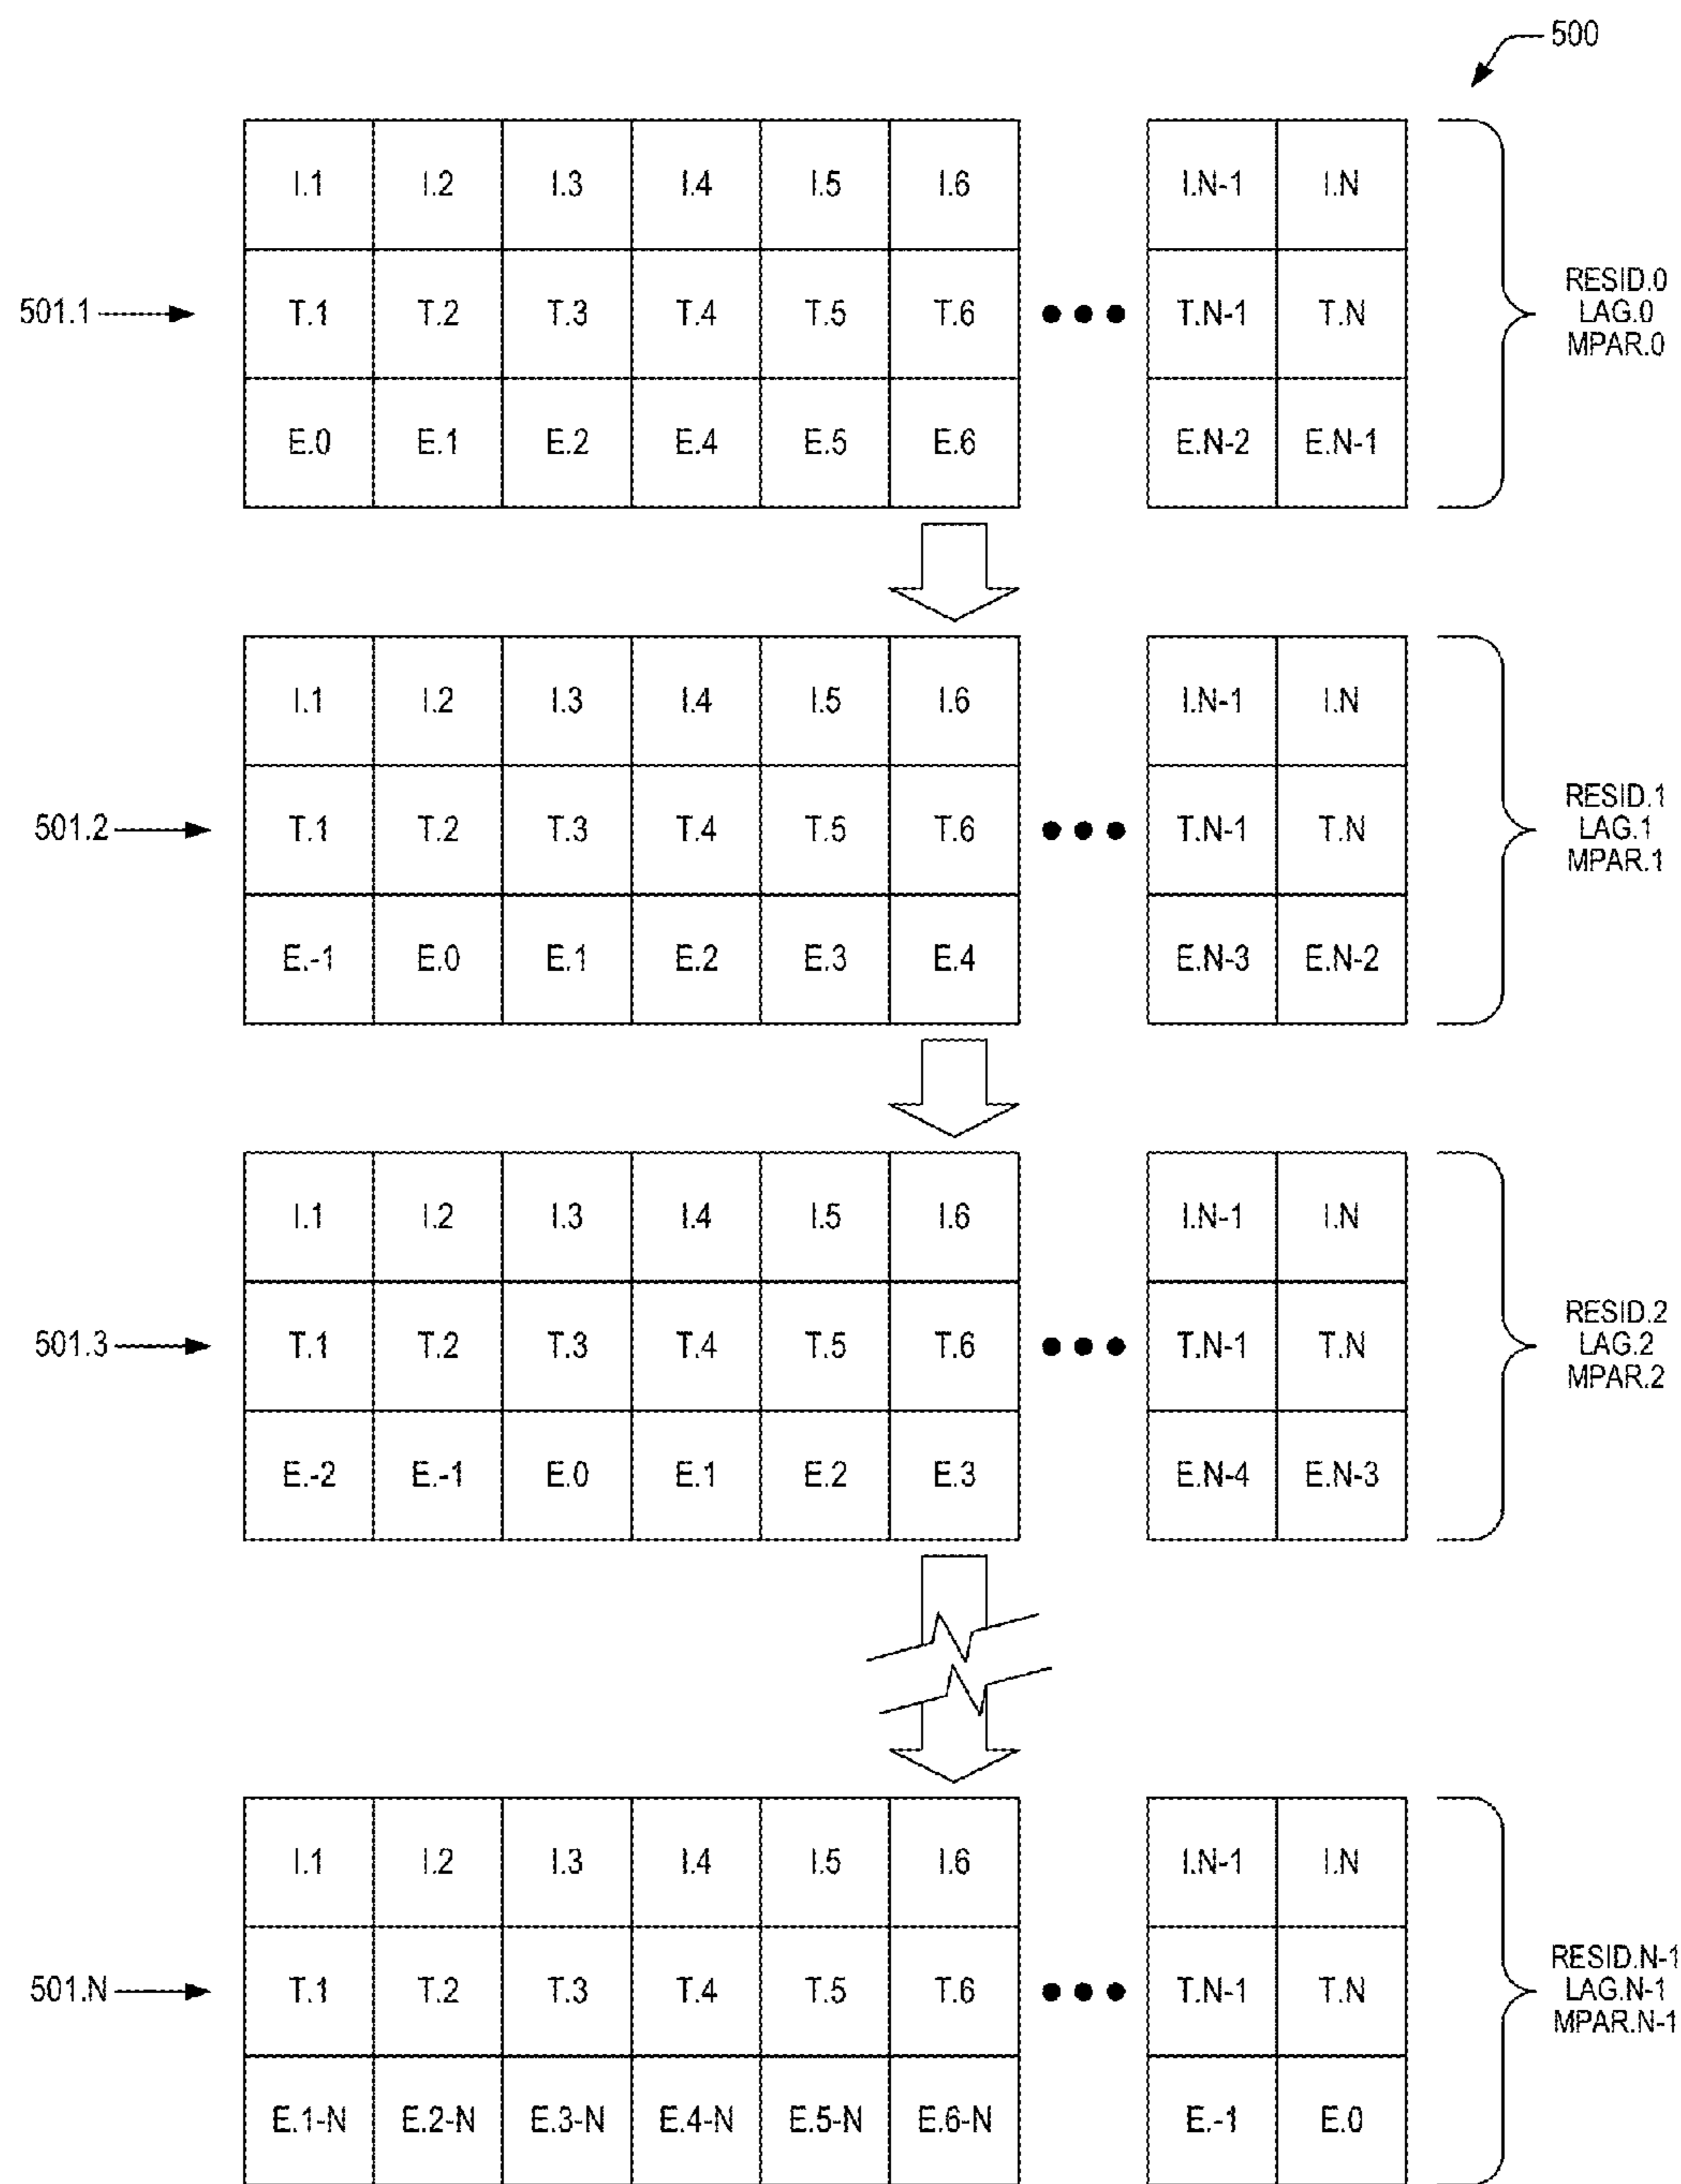 500
I.1 I.2 I.3 I.4 I.5 I.6 I.N-1 I.N
501.1 T.1 T.2 T.3 T.4 T.5 T.6 ●●● T.N-1 T.N
E.0 E.1 E.2 E.4 E.5 E.6 E.N-2 E.N-1
RESID.0
LAG.0
MPAR.0
I.1 I.2 I.3 I.4 I.5 I.6 I.N-1 I.N
501.2 T.1 T.2 T.3 T.4 T.5 T.6 ●●● T.N-1 T.N
E.-1 E.0 E.1 E.2 E.3 E.4 E.N-3 E.N-2
RESID.1
LAG.1
MPAR.1
I.1 I.2 I.3 I.4 I.5 I.6 I.N-1 I.N
501.3 T.1 T.2 T.3 T.4 T.5 T.6 ●●● T.N-1 T.N
E.-2 E.-1 E.0 E.1 E.2 E.3 E.N-4 E.N-3
RESID.2
LAG.2
MPAR.2
I.1 I.2 I.3 I.4 I.5 I.6 I.N-1 I.N
501.N T.1 T.2 T.3 T.4 T.5 T.6 ●●● T.N-1 T.N
E.1-N E.2-N E.3-N E.4-N E.5-N E.6-N E.-1 E.0
RESID.N-1
LAG.N-1
MPAR.N-1